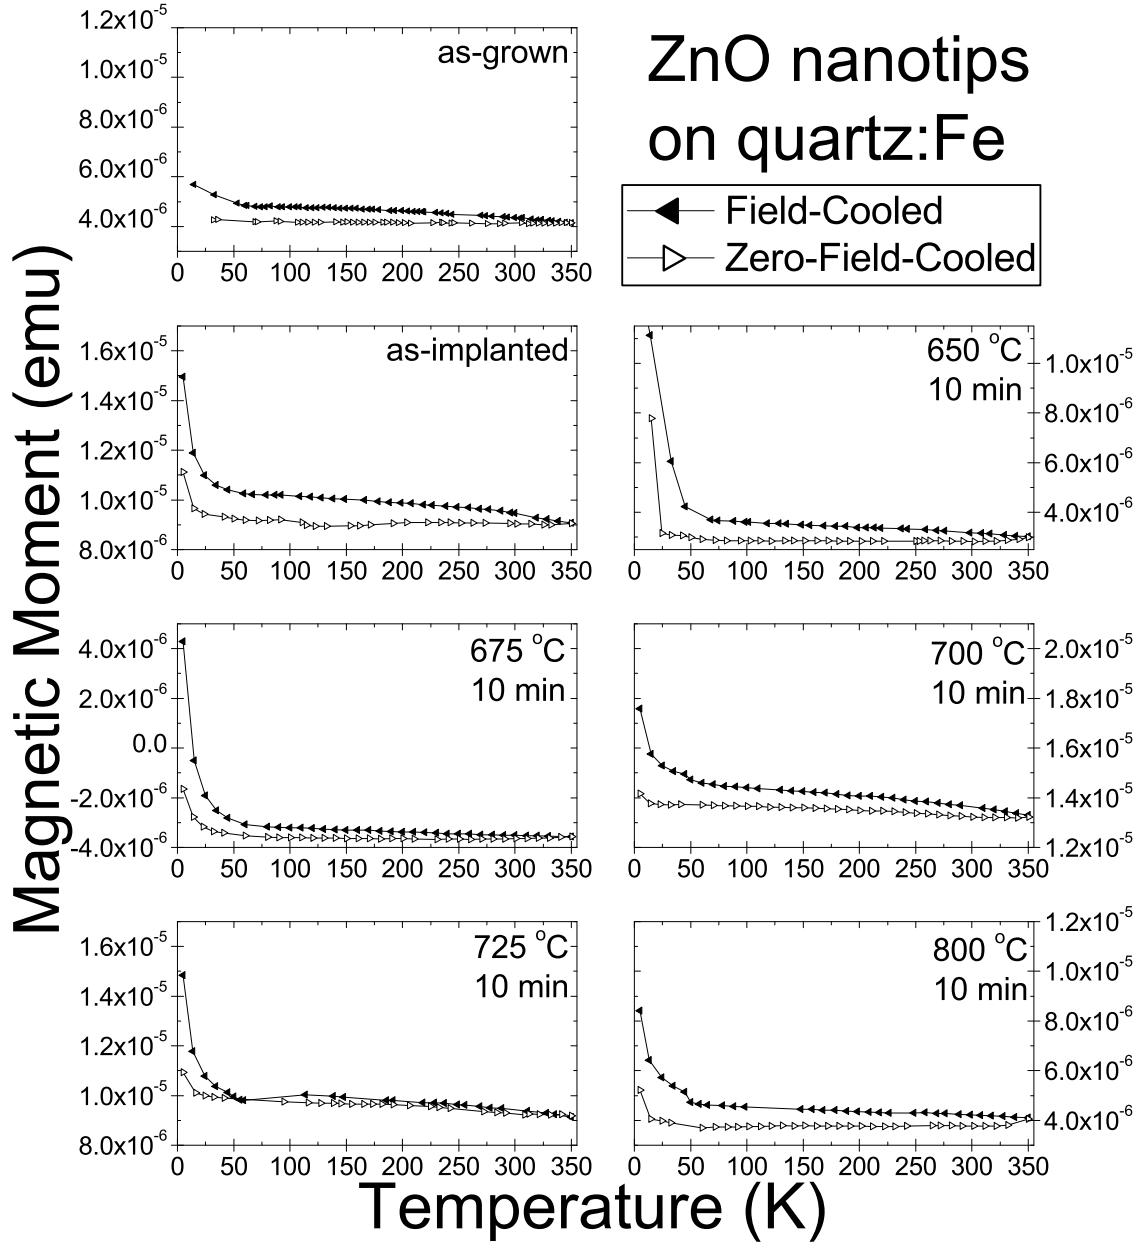 ZnO nanotips
on quartz:Fe
Field-Cooled
Zero-Field-Cooled
Magnetic Moment (emu)
as-grown
1.2x10⁻⁵
1.0x10⁻⁵
8.0x10⁻⁶
6.0x10⁻⁶
4.0x10⁻⁶
0 50 100 150 200 250 300 350
as-implanted
1.6x10⁻⁵
1.4x10⁻⁵
1.2x10⁻⁵
1.0x10⁻⁵
8.0x10⁻⁶
0 50 100 150 200 250 300 350
650 °C
10 min
1.0x10⁻⁵
8.0x10⁻⁶
6.0x10⁻⁶
4.0x10⁻⁶
0 50 100 150 200 250 300 350
675 °C
10 min
4.0x10⁻⁶
2.0x10⁻⁶
0.0
-2.0x10⁻⁶
-4.0x10⁻⁶
0 50 100 150 200 250 300 350
700 °C
10 min
2.0x10⁻⁵
1.8x10⁻⁵
1.6x10⁻⁵
1.4x10⁻⁵
1.2x10⁻⁵
0 50 100 150 200 250 300 350
725 °C
10 min
1.6x10⁻⁵
1.4x10⁻⁵
1.2x10⁻⁵
1.0x10⁻⁵
8.0x10⁻⁶
0 50 100 150 200 250 300 350
800 °C
10 min
1.2x10⁻⁵
1.0x10⁻⁵
8.0x10⁻⁶
6.0x10⁻⁶
4.0x10⁻⁶
0 50 100 150 200 250 300 350
Temperature (K)